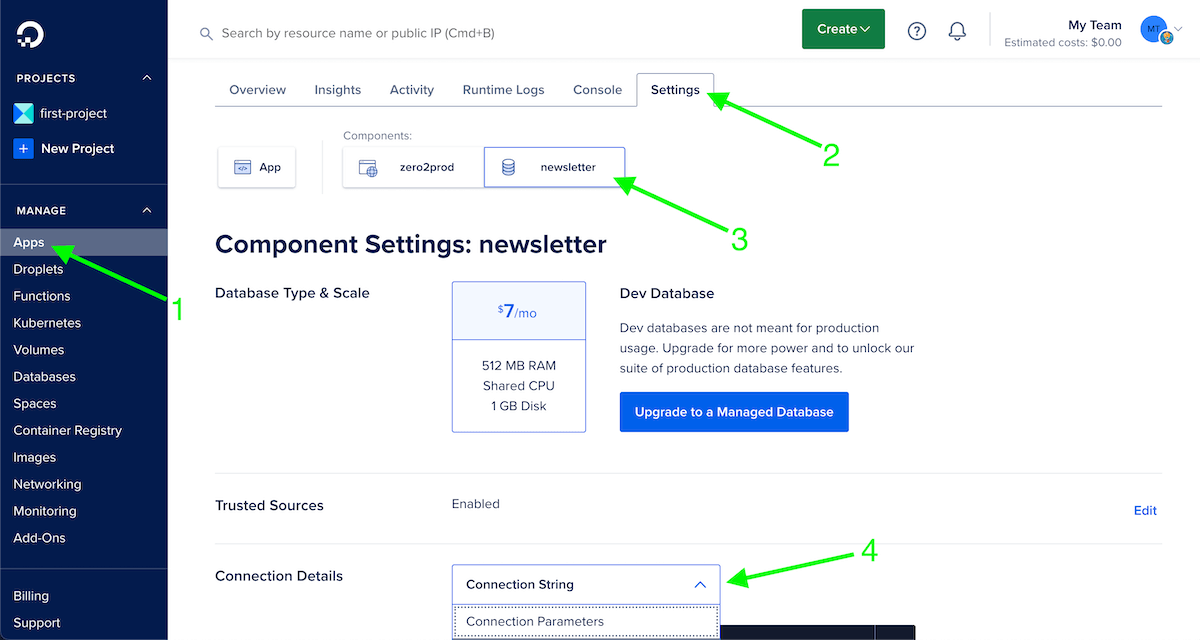 Search by resource name or public IP (Cmd+B)
Create
My Team
Estimated costs: $0.00
MT
PROJECTS
first-project
New Project
MANAGE
Apps
Droplets
Functions
Kubernetes
Volumes
Databases
Spaces
Container Registry
Images
Networking
Monitoring
Add-Ons
Billing
Support
1
Overview Insights Activity Runtime Logs Console Settings
2
Components:
App zero2prod newsletter
3
Component Settings: newsletter
Database Type & Scale
$7/mo
512 MB RAM
Shared CPU
1 GB Disk
Dev Database
Dev databases are not meant for production
usage. Upgrade for more power and to unlock our
suite of production database features.
Upgrade to a Managed Database
Trusted Sources Enabled Edit
4
Connection Details Connection String
Connection Parameters